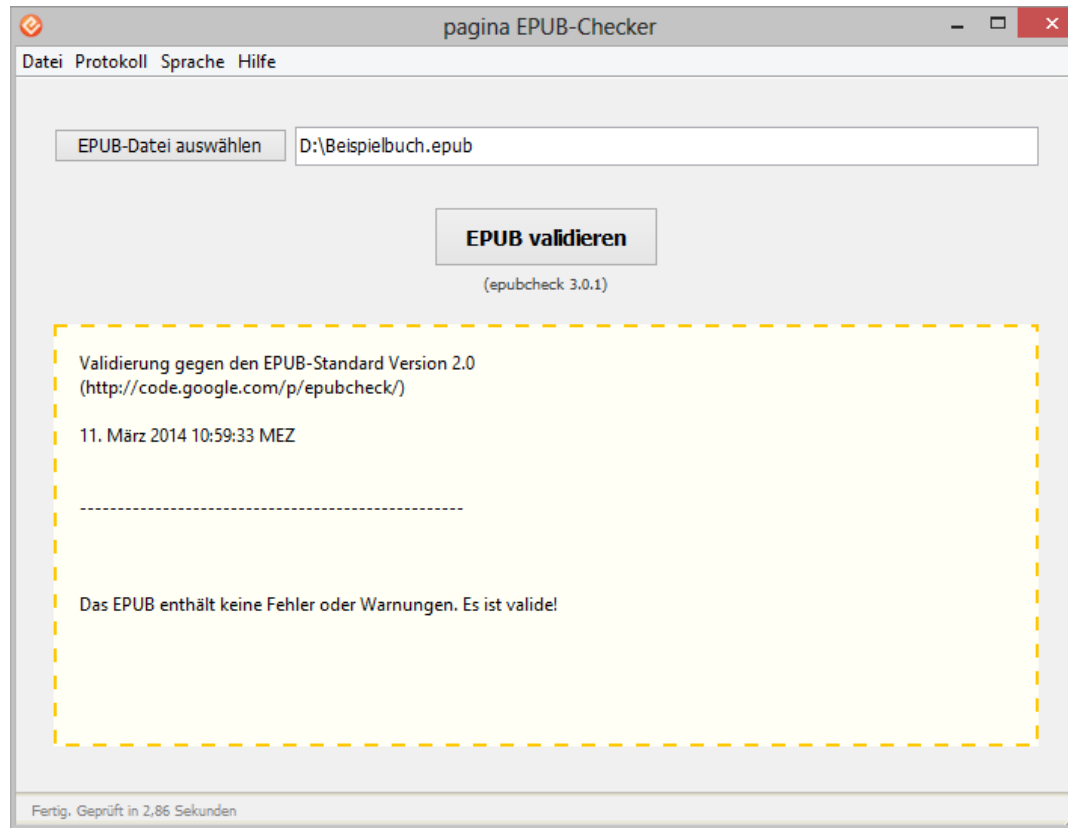 pagina EPUB-Checker
Datei Protokoll Sprache Hilfe
EPUB-Datei auswählen D:\Beispielbuch.epub
EPUB validieren
(epubcheck 3.0.1)
Validierung gegen den EPUB-Standard Version 2.0
(http://code.google.com/p/epubcheck/)
11. März 2014 10:59:33 MEZ
---------------------------------------------------
Das EPUB enthält keine Fehler oder Warnungen. Es ist valide!
Fertig. Geprüft in 2,86 Sekunden